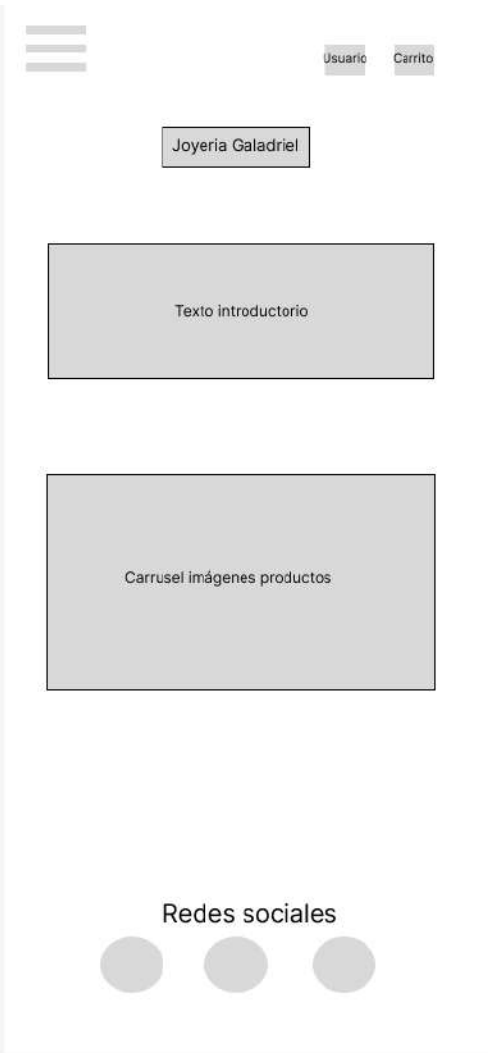 Usuario
Carrito
Joyeria Galadriel
Texto introductorio
Carrusel imágenes productos
Redes sociales